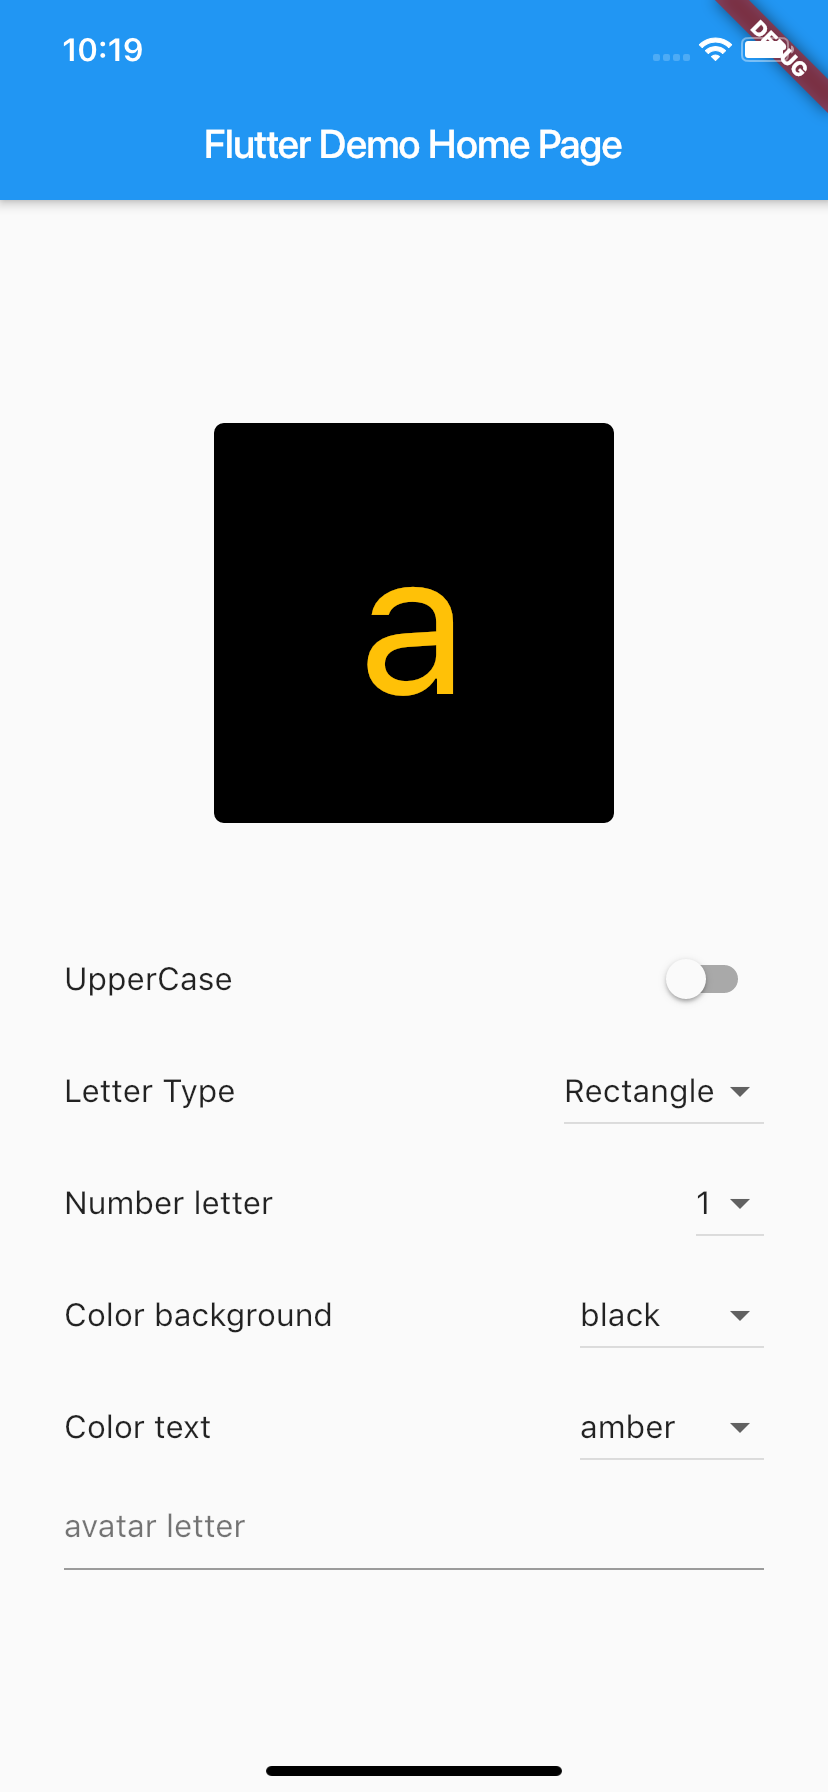 10:19
DEBUG
Flutter Demo Home Page
a
UpperCase
Letter Type Rectangle
Number letter 1
Color background black
Color text amber
avatar letter